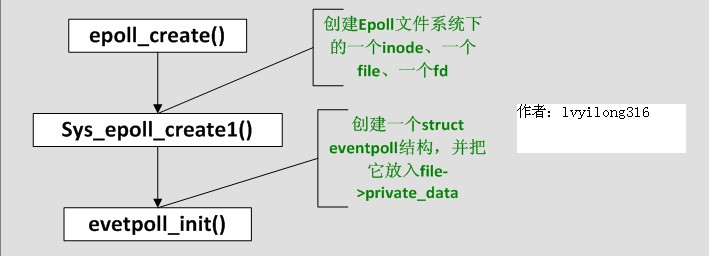 epoll_create()
创建Epoll文件系统下
的一个inode、一个
file、一个fd
Sys_epoll_create1()
创建一个struct
eventpoll结构，并把
它放入file-
>private_data
evetpoll_init()
作者：lvyilong316